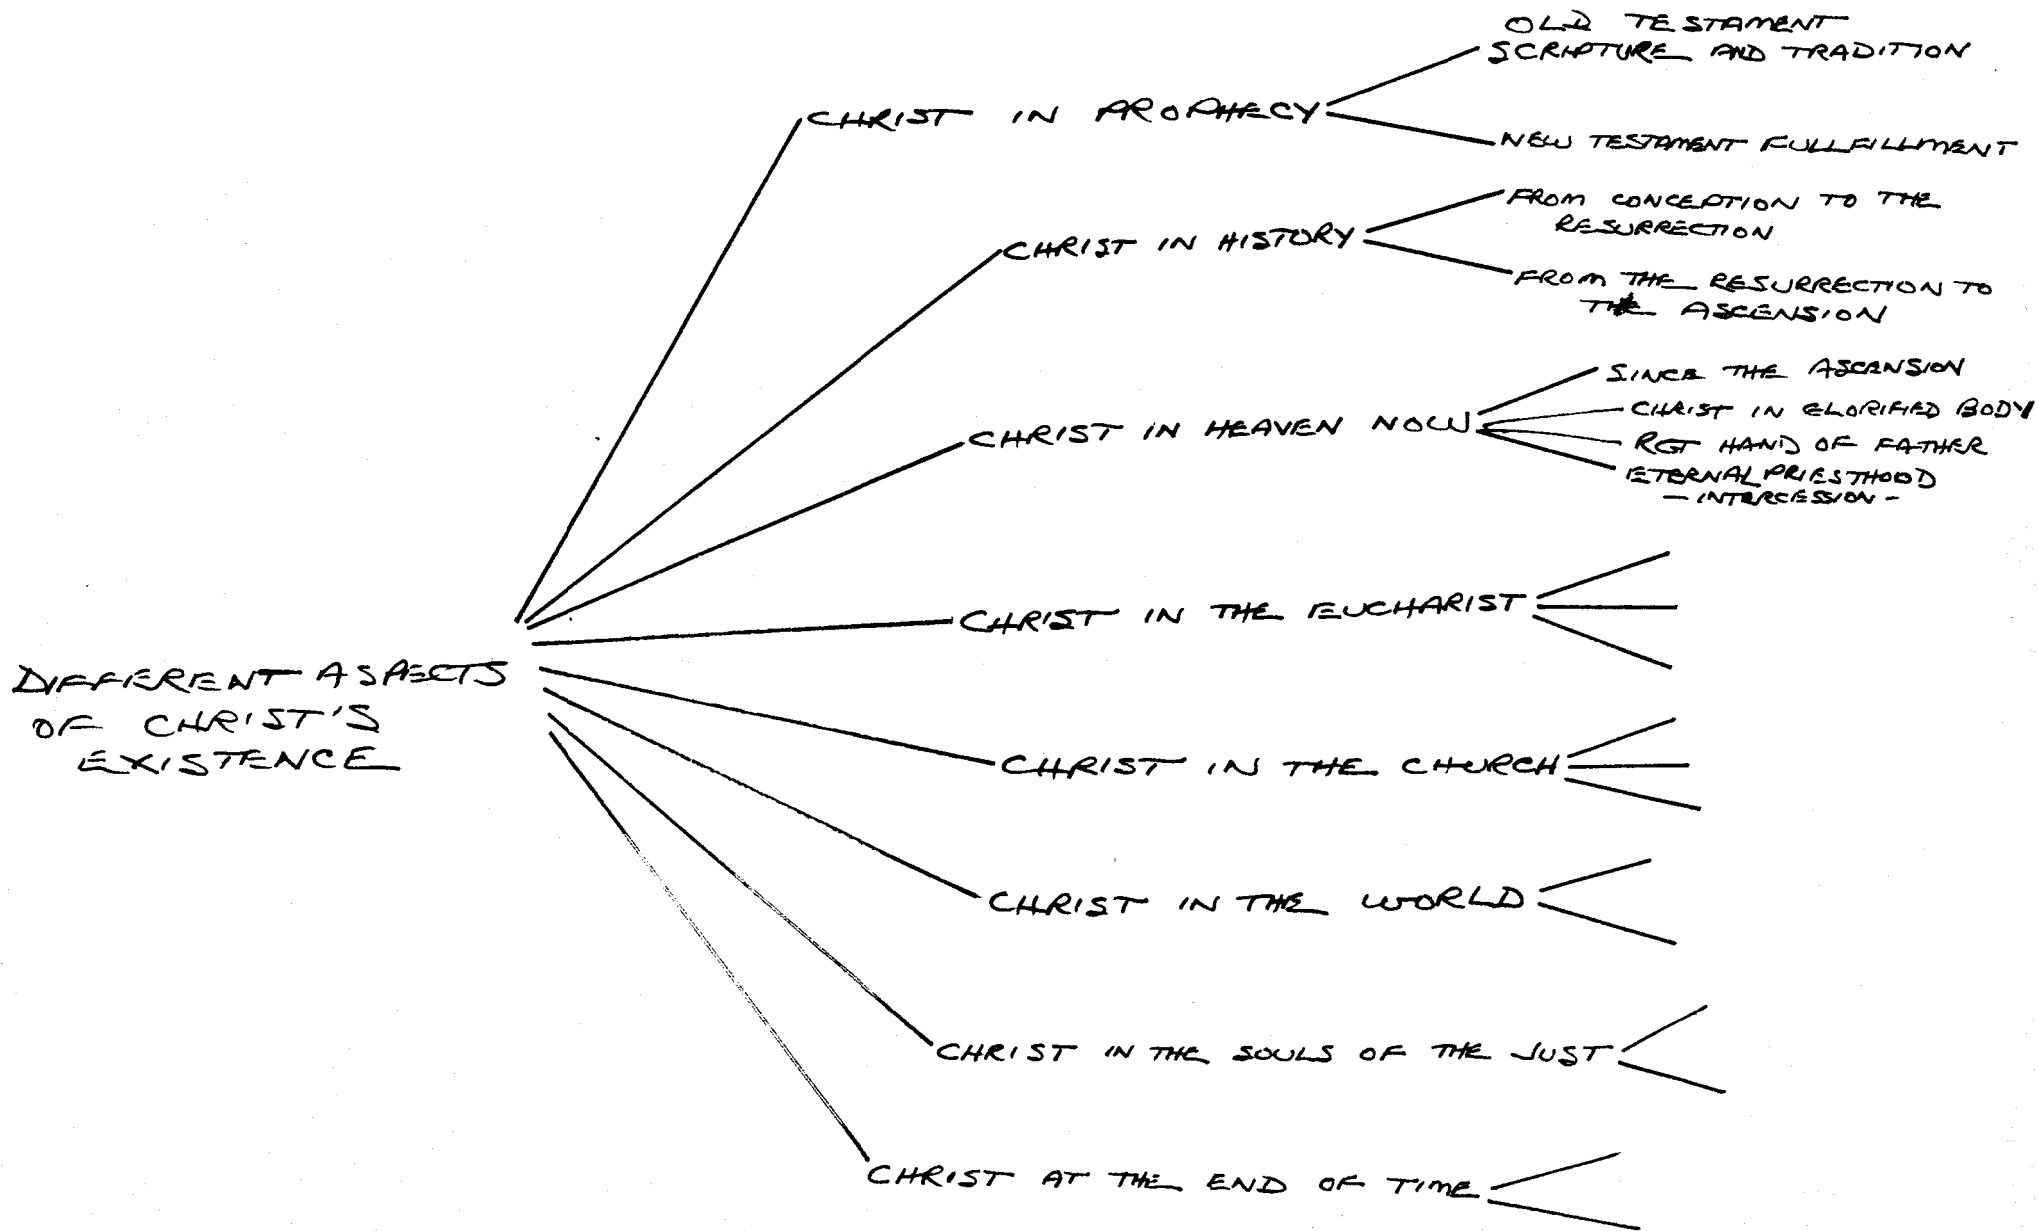 OLD TESTAMENT
SCRIPTURE AND TRADITION
CHRIST IN PROPHECY
NEW TESTAMENT FULLFILLMENT
FROM CONCEPTION TO THE
RESURRECTION
CHRIST IN HISTORY
FROM THE RESURRECTION TO
THE ASCENSION
SINCE THE ASCENSION
CHRIST IN GLORIFIED BODY
CHRIST IN HEAVEN NOW
RGT HAND OF FATHER
ETERNAL PRIESTHOOD
- INTERCESSION -
CHRIST IN THE EUCHARIST
DIFFERENT ASPECTS
OF CHRIST'S
EXISTENCE
CHRIST IN THE CHURCH
CHRIST IN THE WORLD
CHRIST IN THE SOULS OF THE JUST
CHRIST AT THE END OF TIME